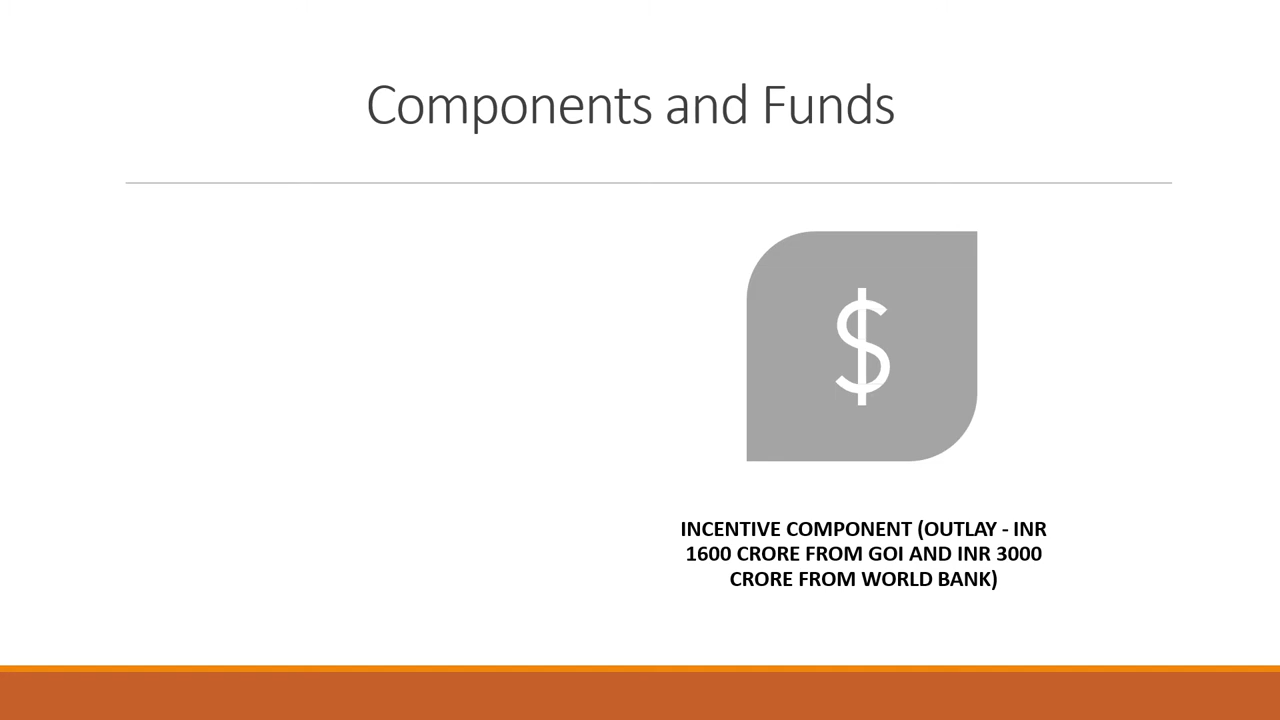 Components and Funds
$
INCENTIVE COMPONENT (OUTLAY - INR
1600 CRORE FROM GOI AND INR 3000
CRORE FROM WORLD BANK)